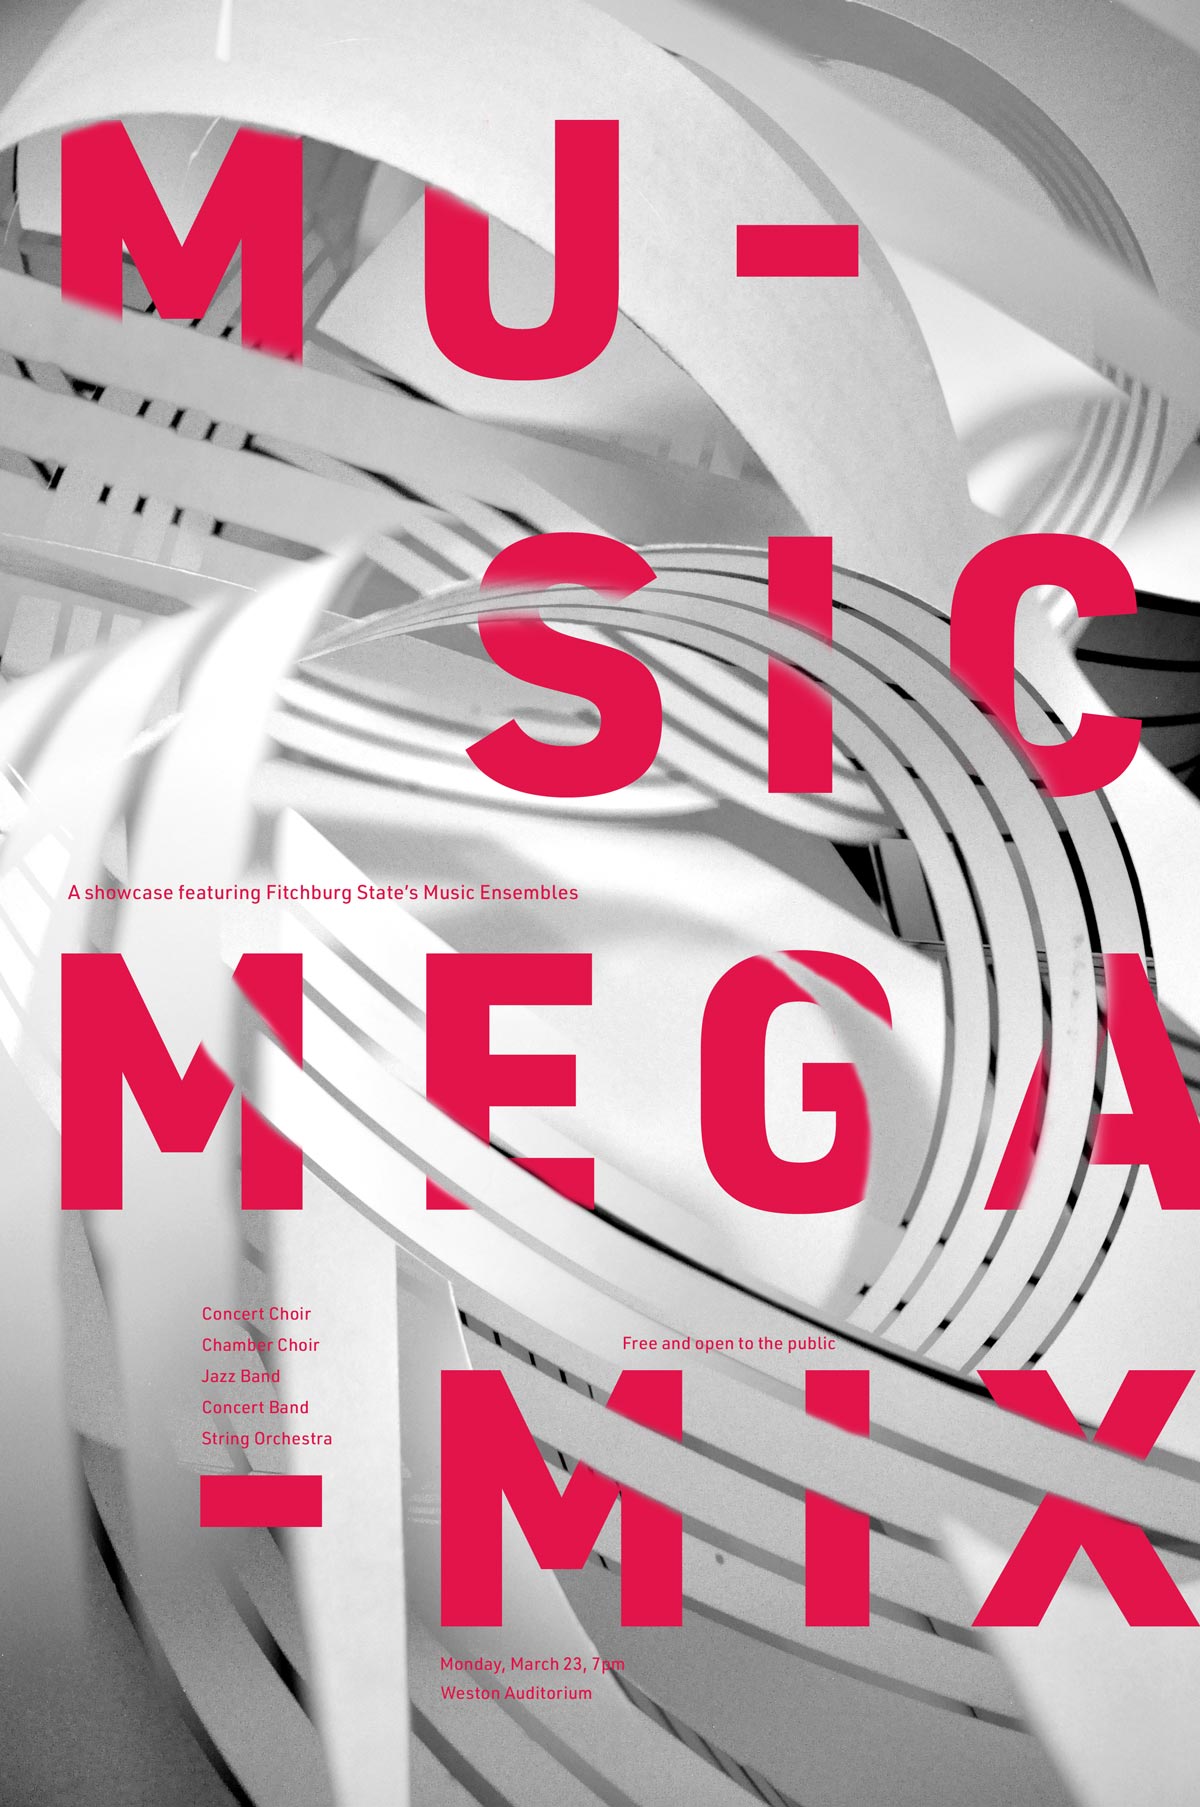 MU-
SIC
A showcase featuring Fitchburg State's Music Ensembles
MEGA
Concert Choir
Chamber Choir
Jazz Band
Concert Band
String Orchestra
Free and open to the public
-MIX
Monday, March 23, 7pm
Weston Auditorium